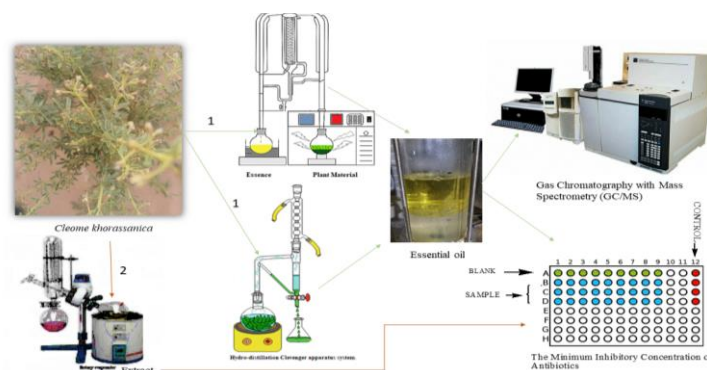 1
Essence Plant Material
Cleome khorassanica
1
2
Hydro-distillation Clevenger apparatus system.
Essential oil
Gas Chromatography with Mass
Spectrometry (GC/MS)
CONTROL
1 2 3 4 5 6 7 8 9 10 11 12
BLANK
SAMPLE
A
B
C
D
E
F
G
H
The Minimum Inhibitory Concentration o
Antibiotics